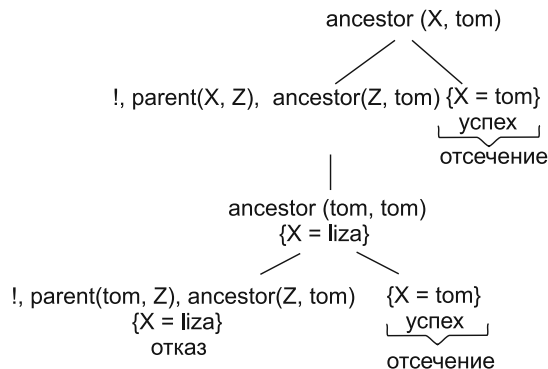 ancestor (X, tom)
!, parent(X, Z), ancestor(Z, tom) {X = tom}
успех
отсечение
ancestor (tom, tom)
{X = liza}
!, parent(tom, Z), ancestor(Z, tom) {X = tom}
{X = liza} успех
отказ
отсечение